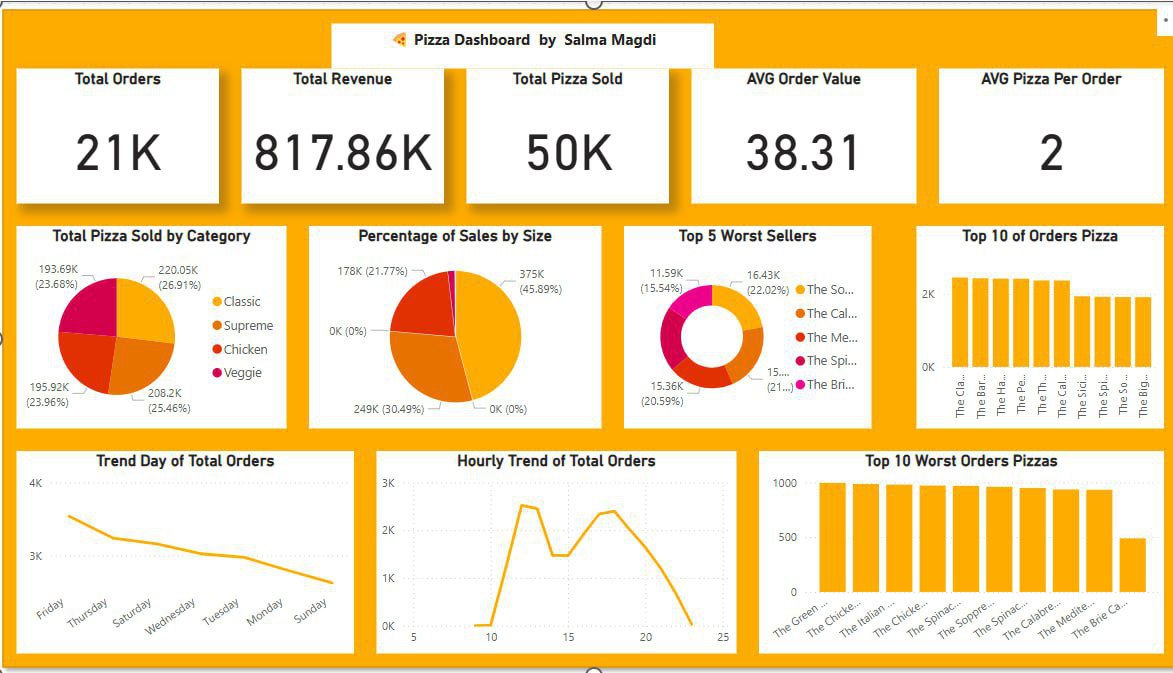 🍕 Pizza Dashboard by Salma Magdi
Total Orders
21K
Total Revenue
817.86K
Total Pizza Sold
50K
AVG Order Value
38.31
AVG Pizza Per Order
2
Total Pizza Sold by Category
193.69K
(23.68%)
220.05K
(26.91%)
195.92K
(23.96%)
208.2K
(25.46%)
Classic
Supreme
Chicken
Veggie
Percentage of Sales by Size
178K (21.77%)
375K
(45.89%)
0K (0%)
249K (30.49%)
0K (0%)
Top 5 Worst Sellers
11.59K
(15.54%)
16.43K
(22.02%)
15....
(21...)
15.36K
(20.59%)
The So...
The Cal...
The Me...
The Spi...
The Bri...
Top 10 of Orders Pizza
2K
0K
The Cla...
The Bar...
The Ha...
The Pe...
The Th...
The Cal...
The Sici...
The Spi...
The So...
The Big...
Trend Day of Total Orders
4K
3K
Friday
Thursday
Saturday
Wednesday
Tuesday
Monday
Sunday
Hourly Trend of Total Orders
3K
2K
1K
0K
5
10
15
20
25
Top 10 Worst Orders Pizzas
1000
500
0
The Green ...
The Chicke...
The Italian ...
The Chicke...
The Spinac...
The Soppre...
The Spinac...
The Calabre...
The Medite...
The Brie Ca...